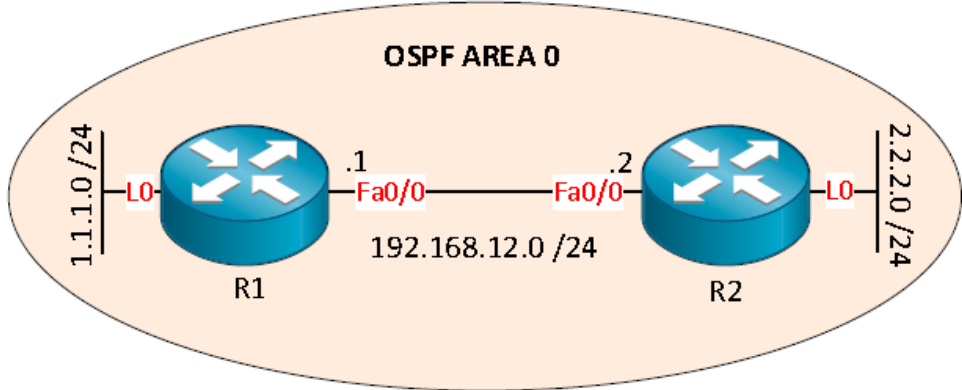 OSPF AREA 0
1.1.1.0 /24
L0
.1
Fa0/0
R1
192.168.12.0 /24
.2
Fa0/0
R2
L0
2.2.2.0 /24